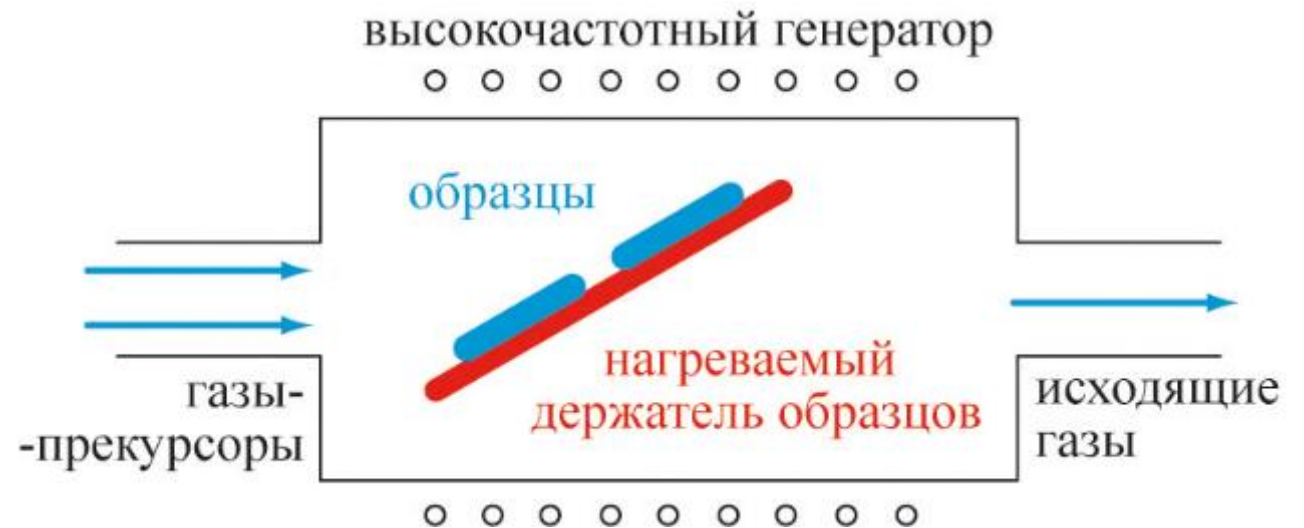 высокочастотный генератор
образцы
нагреваемый
держатель образцов
газы-
-прекурсоры
исходящие
газы